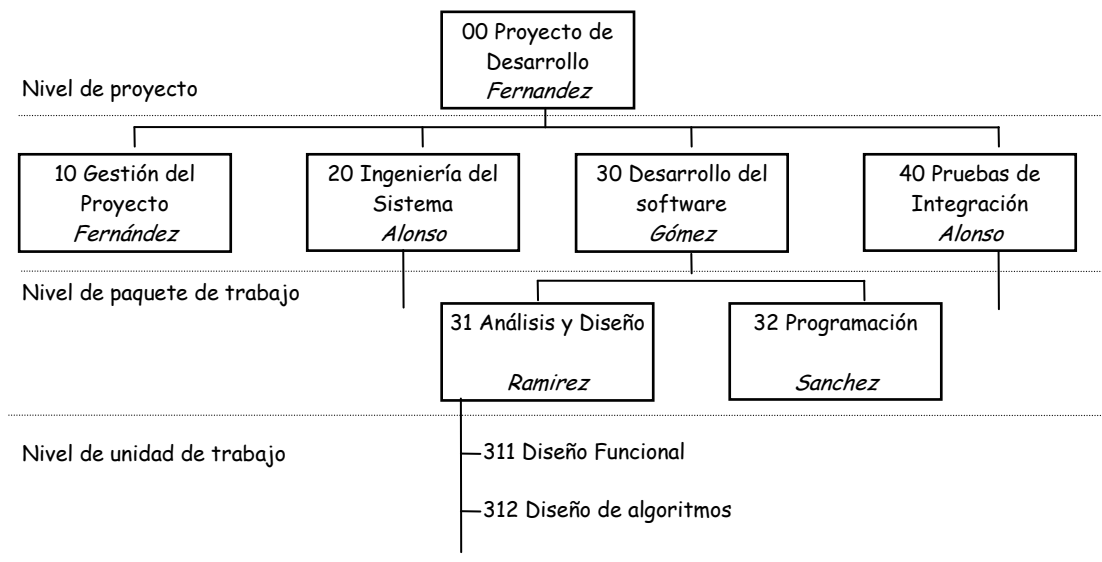 00 Proyecto de
Desarrollo
Fernandez
Nivel de proyecto
10 Gestión del
Proyecto
Fernández
20 Ingeniería del
Sistema
Alonso
30 Desarrollo del
software
Gómez
40 Pruebas de
Integración
Alonso
Nivel de paquete de trabajo
31 Análisis y Diseño
Ramirez
32 Programación
Sanchez
Nivel de unidad de trabajo
311 Diseño Funcional
312 Diseño de algoritmos